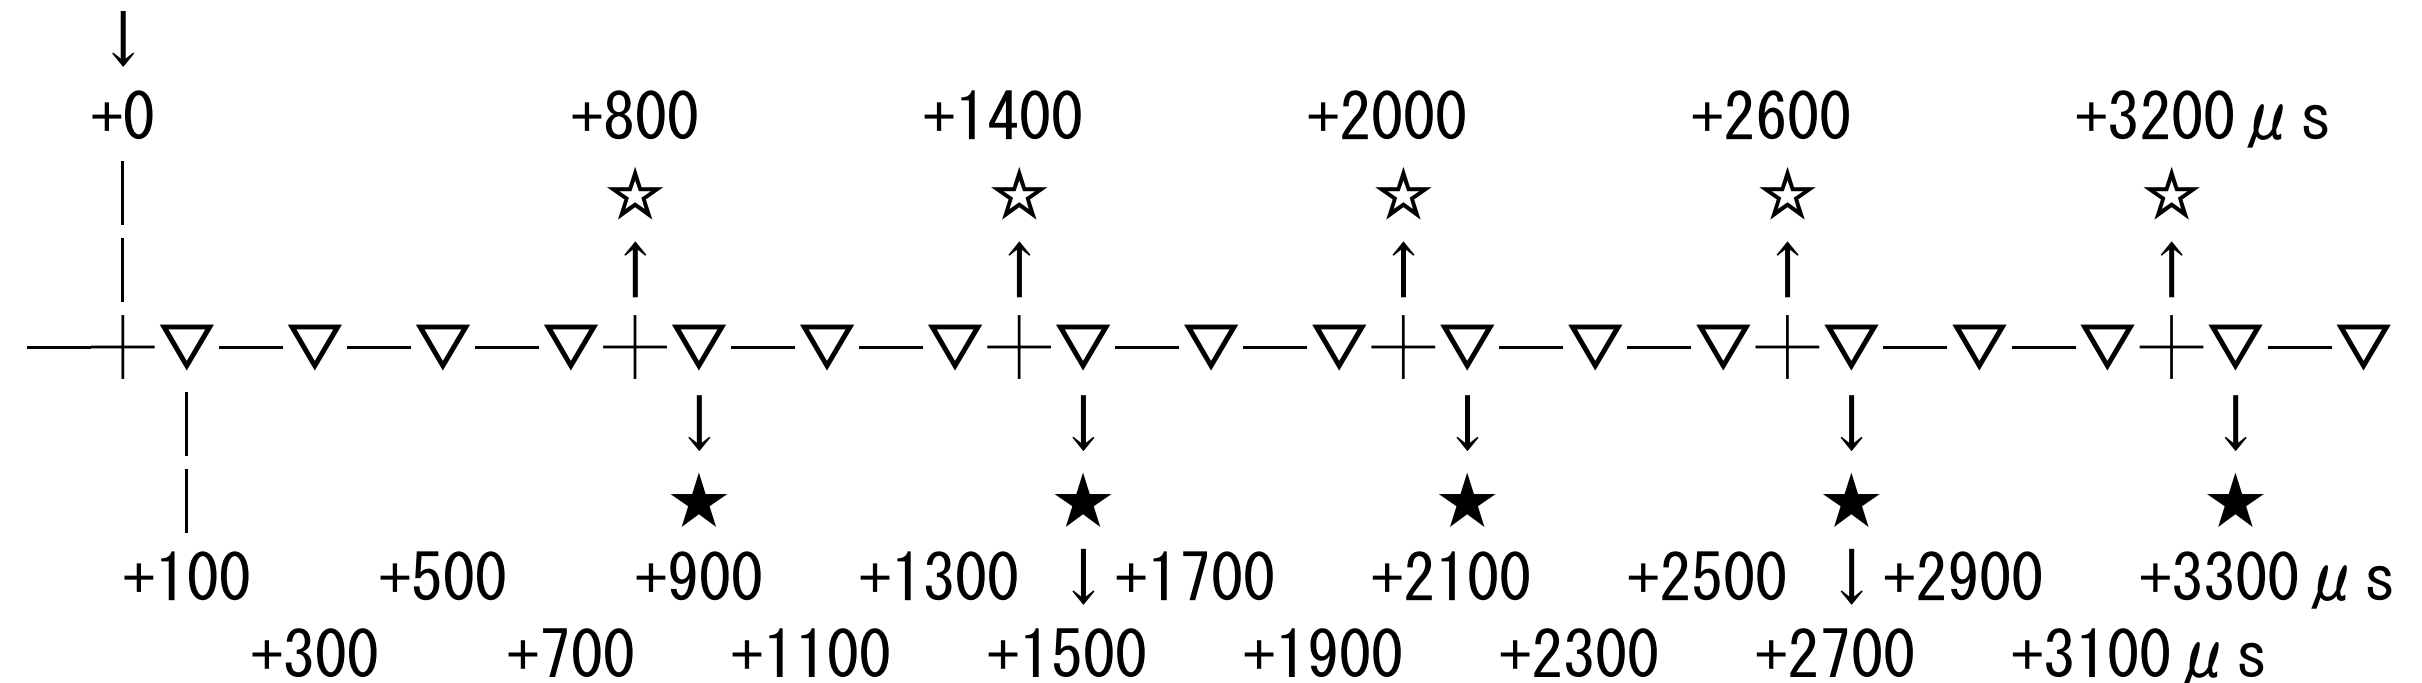 ↓
+0 +800 +1400 +2000 +2600 +3200μs
｜ ☆ ☆ ☆ ☆ ☆
｜ ↑ ↑ ↑ ↑ ↑
―┼▽―▽―▽―▽┼▽―▽―▽┼▽―▽―▽┼▽―▽―▽┼▽―▽―▽┼▽―▽
｜ ↓ ↓ ↓ ↓ ↓
｜ ★ ★ ★ ★ ★
+100 +500 +900 +1300 ↓ +1700 +2100 +2500 ↓ +2900 +3300μs
+300 +700 +1100 +1500 +1900 +2300 +2700 +3100μs